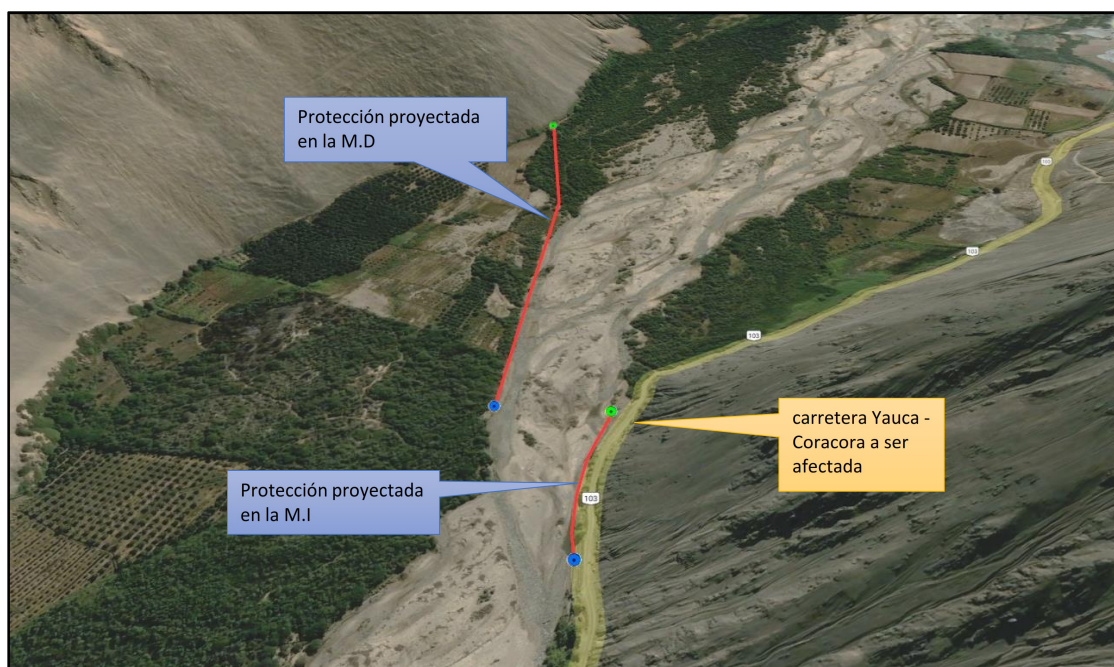 Protección proyectada
en la M.D
103
103
103
carretera Yauca -
Coracora a ser
afectada
Protección proyectada
en la M.I
103